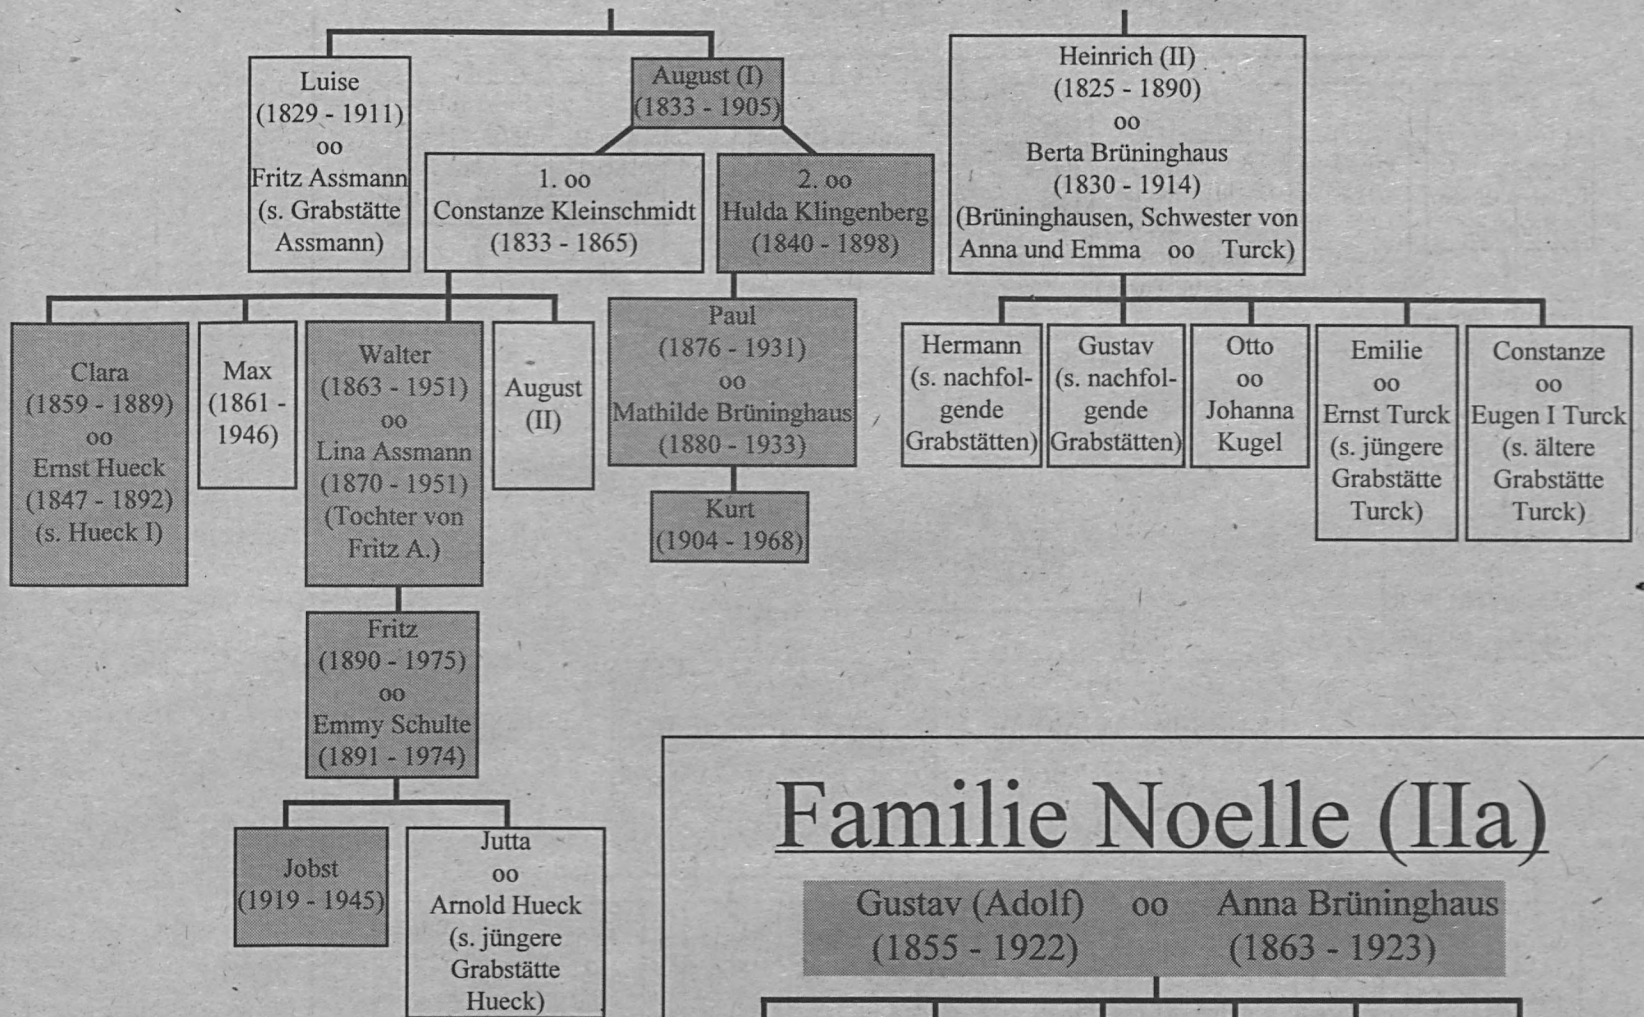 Luise
(1829 - 1911)
oo
Fritz Assmann
(s. Grabstätte
Assmann)
August (I)
(1833 - 1905)
1. oo
Constanze Kleinschmidt
(1833 - 1865)
2. oo
Hulda Klingenberg
(1840 - 1898)
Heinrich (II)
(1825 - 1890)
oo
Berta Brüninghaus
(1830 - 1914)
(Brüninghausen, Schwester von
Anna und Emma oo Turck)
Clara
(1859 - 1889)
oo
Ernst Hueck
(1847 - 1892)
(s. Hueck I)
Max
(1861 -
1946)
Walter
(1863 - 1951)
oo
Lina Assmann
(1870 - 1951)
(Tochter von
Fritz A.)
August
(II)
Paul
(1876 - 1931)
oo
Mathilde Brüninghaus
(1880 - 1933)
Kurt
(1904 - 1968)
Hermann
(s. nachfol-
gende
Grabstätten)
Gustav
(s. nachfol-
gende
Grabstätten)
Otto
oo
Johanna
Kugel
Emilie
oo
Ernst Turck
(s. jüngere
Grabstätte
Turck)
Constanze
oo
Eugen I Turck
(s. ältere
Grabstätte
Turck)
Fritz
(1890 - 1975)
oo
Emmy Schulte
(1891 - 1974)
Jobst
(1919 - 1945)
Jutta
oo
Arnold Hueck
(s. jüngere
Grabstätte
Hueck)
Familie Noelle (IIa)
Gustav (Adolf) oo Anna Brüninghaus
(1855 - 1922) (1863 - 1923)